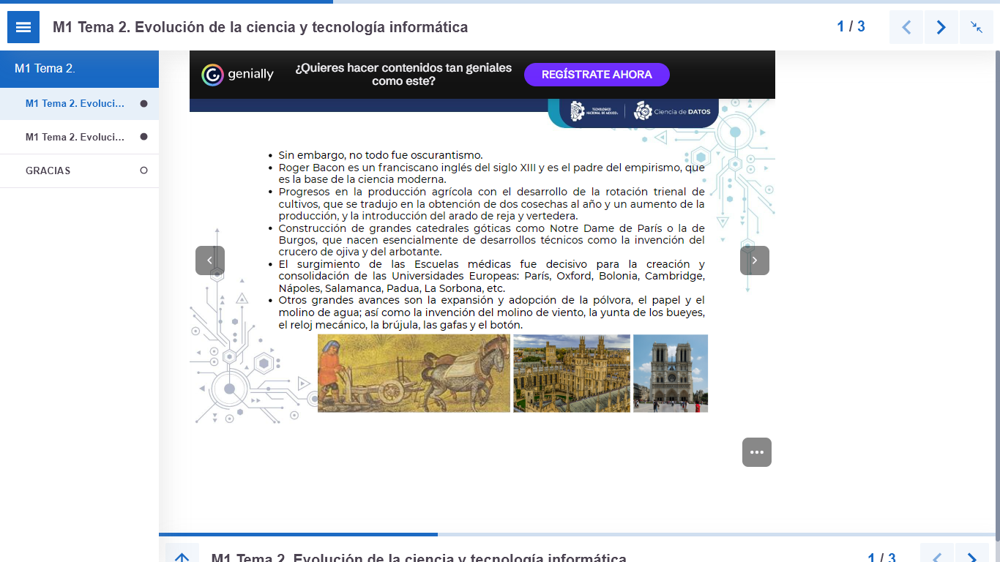 M1 Tema 2. Evolución de la ciencia y tecnología informática
1 / 3
M1 Tema 2.
M1 Tema 2. Evoluci...
M1 Tema 2. Evoluci...
GRACIAS
genially
¿Quieres hacer contenidos tan geniales
como este?
REGÍSTRATE AHORA
TECNOLÓGICO
NACIONAL DE MÉXICO
Ciencia de DATOS
• Sin embargo, no todo fue oscurantismo.
• Roger Bacon es un franciscano inglés del siglo XIII y es el padre del empirismo, que
es la base de la ciencia moderna.
• Progresos en la producción agrícola con el desarrollo de la rotación trienal de
cultivos, que se tradujo en la obtención de dos cosechas al año y un aumento de la
producción, y la introducción del arado de reja y vertedera.
• Construcción de grandes catedrales góticas como Notre Dame de París o la de
Burgos, que nacen esencialmente de desarrollos técnicos como la invención del
crucero de ojiva y del arbotante.
• El surgimiento de las Escuelas médicas fue decisivo para la creación y
consolidación de las Universidades Europeas: París, Oxford, Bolonia, Cambridge,
Nápoles, Salamanca, Padua, La Sorbona, etc.
• Otros grandes avances son la expansión y adopción de la pólvora, el papel y el
molino de agua; así como la invención del molino de viento, la yunta de los bueyes,
el reloj mecánico, la brújula, las gafas y el botón.
M1 Tema 2. Evolución de la ciencia y tecnología informática
1 / 3